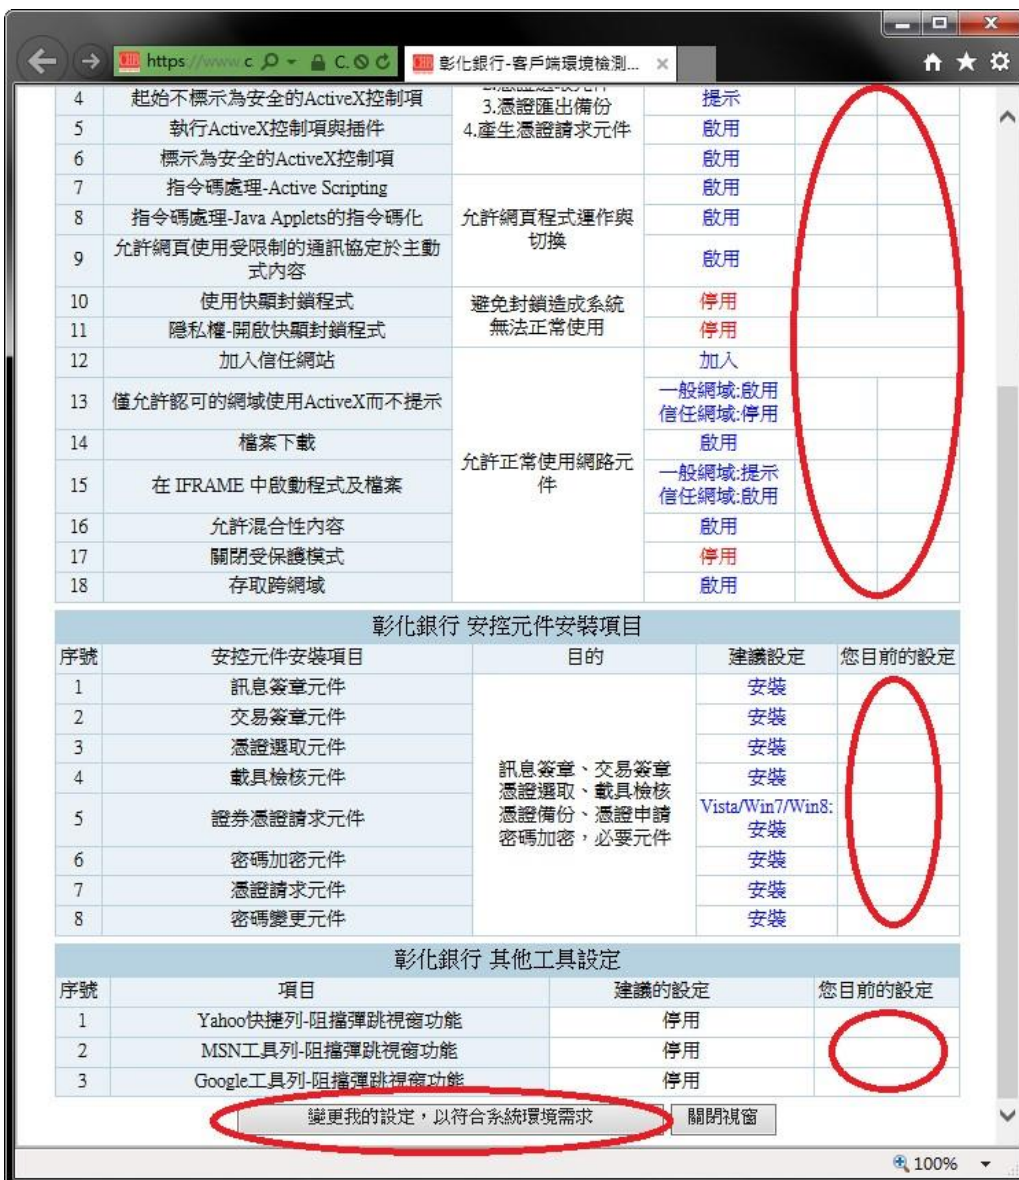 https://www.c
C.
彰化銀行-客戶端環境檢測...
4 起始不標示為安全的ActiveX控制項 3.憑證匯出備份 提示
5 執行ActiveX控制項與插件 4.產生憑證請求元件 啟用
6 標示為安全的ActiveX控制項 啟用
7 指令碼處理-Active Scripting 啟用
8 指令碼處理-Java Applets的指令碼化 允許網頁程式運作與 啟用
切換
9 允許網頁使用受限制的通訊協定於主動 啟用
式內容
10 使用快顯封鎖程式 避免封鎖造成系統 停用
11 隱私權-開啟快顯封鎖程式 無法正常使用 停用
12 加入信任網站 加入
13 僅允許認可的網域使用ActiveX而不提示 一般網域:啟用
信任網域:停用
14 檔案下載 啟用
允許正常使用網路元
件
15 在 IFRAME 中啟動程式及檔案 一般網域:提示
信任網域:啟用
16 允許混合性內容 啟用
17 關閉受保護模式 停用
18 存取跨網域 啟用
彰化銀行 安控元件安裝項目
序號 安控元件安裝項目 目的 建議設定 您目前的設定
1 訊息簽章元件 安裝
2 交易簽章元件 安裝
3 憑證選取元件 安裝
4 載具檢核元件 安裝
訊息簽章、交易簽章
憑證選取、載具檢核
憑證備份、憑證申請
密碼加密，必要元件
5 證券憑證請求元件 Vista/Win7/Win8:
安裝
6 密碼加密元件 安裝
7 憑證請求元件 安裝
8 密碼變更元件 安裝
彰化銀行 其他工具設定
序號 項目 建議的設定 您目前的設定
1 Yahoo快捷列-阻擋彈跳視窗功能 停用
2 MSN工具列-阻擋彈跳視窗功能 停用
3 Google工具列-阻擋彈跳視窗功能 停用
變更我的設定，以符合系統環境需求 關閉視窗
100%